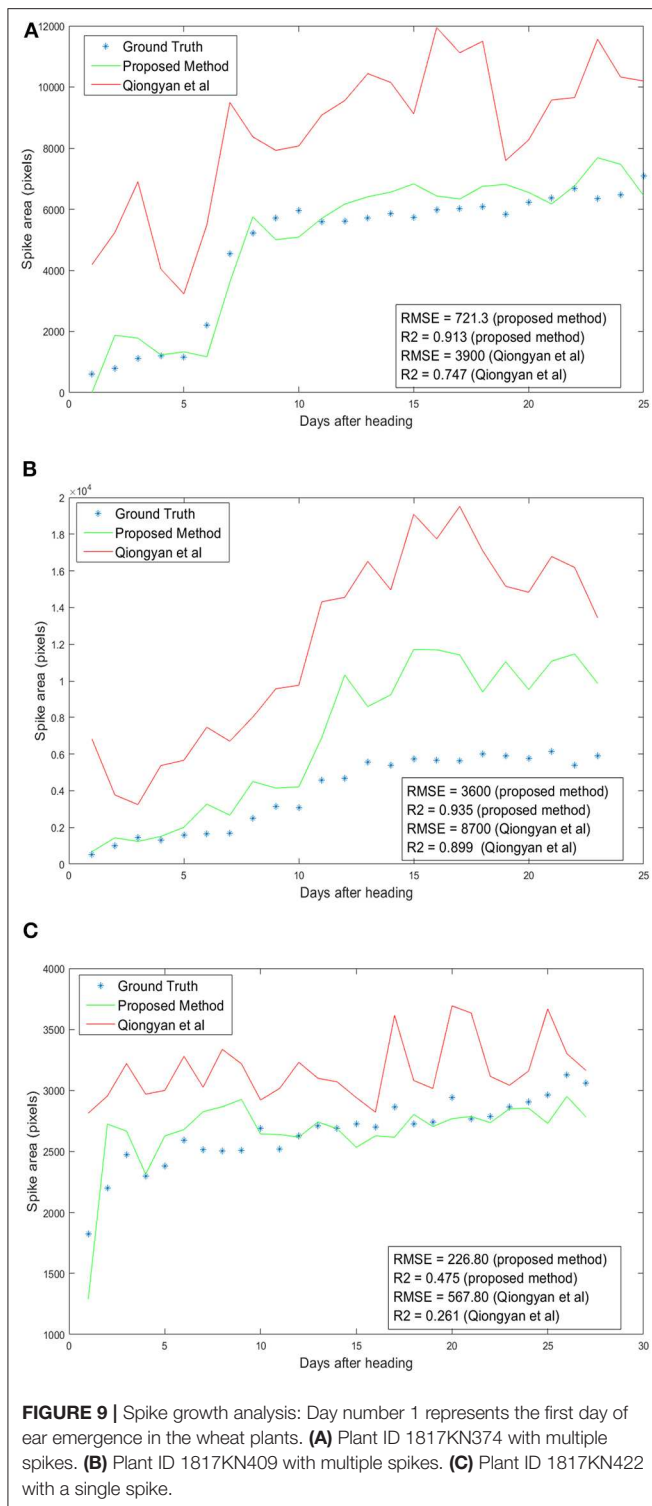 A
Ground Truth
Proposed Method
Qiongyan et al
12000
10000
8000
6000
4000
2000
0
Spike area (pixels)
RMSE = 721.3 (proposed method)
R2 = 0.913 (proposed method)
RMSE = 3900 (Qiongyan et al)
R2 = 0.747 (Qiongyan et al)
0 5 10 15 20 25
Days after heading
B
×10⁴
Ground Truth
Proposed Method
Qiongyan et al
2
1.8
1.6
1.4
1.2
1
0.8
0.6
0.4
0.2
0
Spike area (pixels)
RMSE = 3600 (proposed method)
R2 = 0.935 (proposed method)
RMSE = 8700 (Qiongyan et al)
R2 = 0.899 (Qiongyan et al)
0 5 10 15 20 25
Days after heading
C
Ground Truth
Proposed Method
Qiongyan et al
4000
3500
3000
2500
2000
1500
1000
Spike area (pixels)
RMSE = 226.80 (proposed method)
R2 = 0.475 (proposed method)
RMSE = 567.80 (Qiongyan et al)
R2 = 0.261 (Qiongyan et al)
0 5 10 15 20 25 30
Days after heading
FIGURE 9 | Spike growth analysis: Day number 1 represents the first day of
ear emergence in the wheat plants. (A) Plant ID 1817KN374 with multiple
spikes. (B) Plant ID 1817KN409 with multiple spikes. (C) Plant ID 1817KN422
with a single spike.